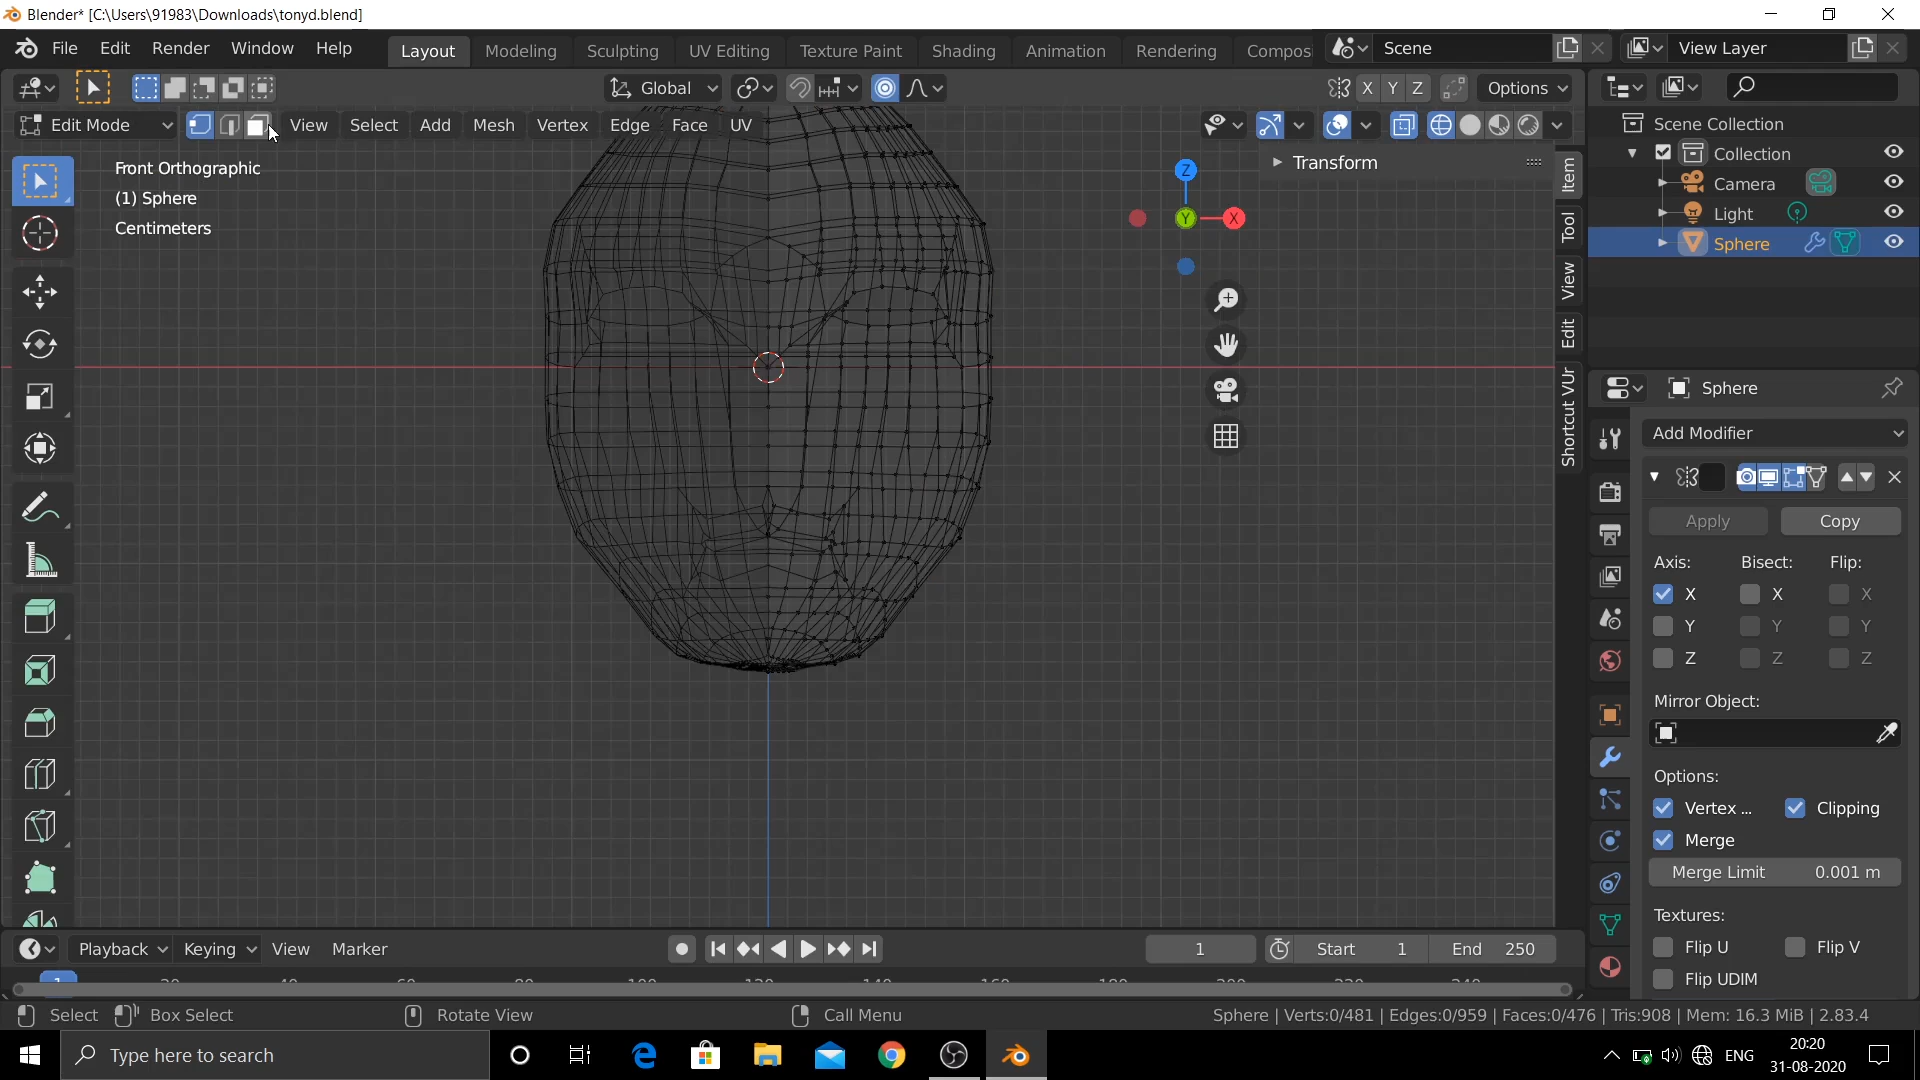 Blender* [C:\Users\91983\Downloads\tonyd.blend]
File Edit Render Window Help Layout Modeling Sculpting UV Editing Texture Paint Shading Animation Rendering Compos Scene View Layer
Global X Y Z Options
Edit Mode View Select Add Mesh Vertex Edge Face UV
Front Orthographic
(1) Sphere
Centimeters
Z
Y
X
Transform
Item
Tool
View
Edit
Shortcut VUr
Scene Collection
Collection
Camera
Light
Sphere
Sphere
Add Modifier
Apply Copy
Axis: Bisect: Flip:
X X X
Y Y Y
Z Z Z
Mirror Object:
Options:
Vertex ... Clipping
Merge
Merge Limit 0.001 m
Textures:
Flip U Flip V
Flip UDIM
Playback Keying View Marker 1 Start 1 End 250
1
Select Box Select Rotate View Call Menu Sphere | Verts:0/481 | Edges:0/959 | Faces:0/476 | Tris:908 | Mem: 16.3 MiB | 2.83.4
Type here to search ENG
20:20
31-08-2020